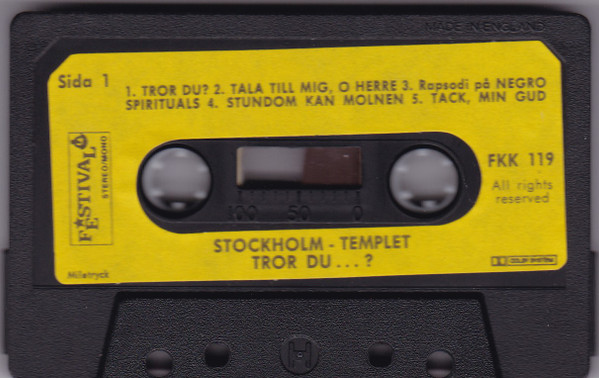 MADE IN ENGLAND
Sida 1
1. TROR DU? 2. TALA TILL MIG, O HERRE 3. Rapsodi på NEGRO
SPIRITUALS 4. STUNDOM KAN MOLNEN 5. TACK, MIN GUD
FESTIVAL
STEREO/MONO
FKK 119
All rights
reserved
100 50 0
STOCKHOLM - TEMPLET
TROR DU...?
Miletryck
DOLBY SYSTEM